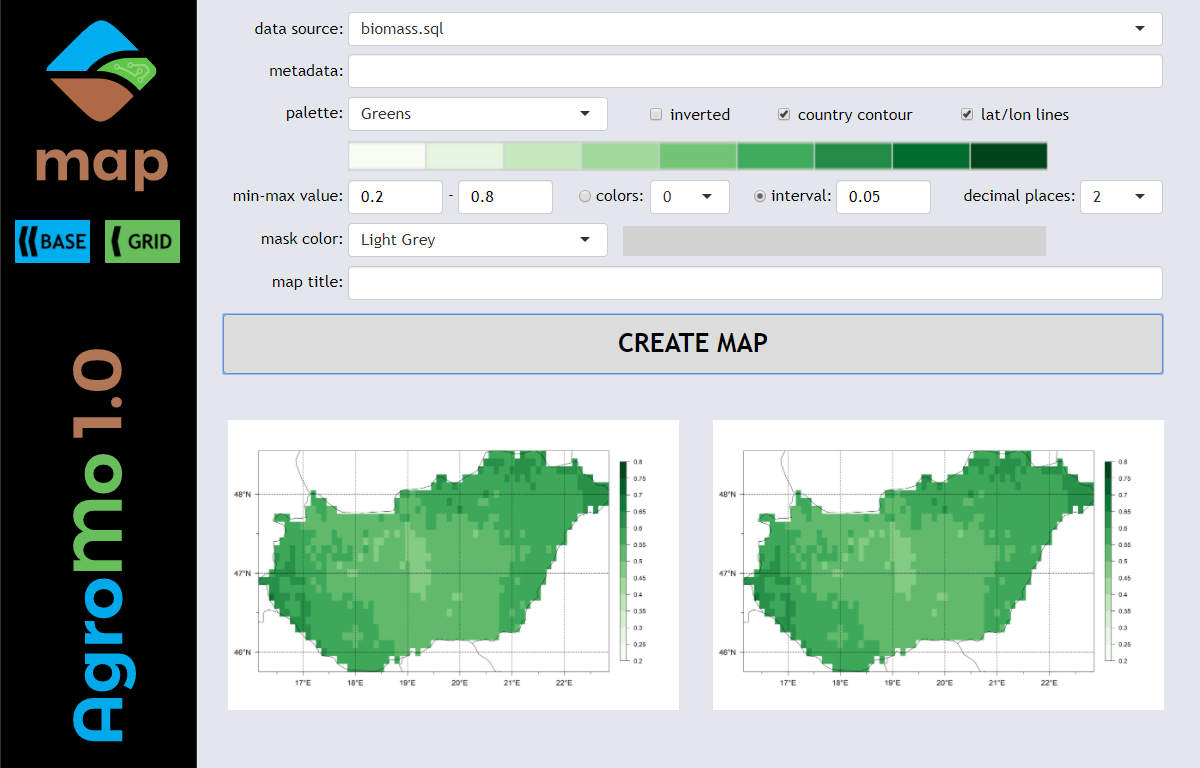 map
BASE
GRID
Agromo 1.0
data source: biomass.sql
metadata:
palette: Greens inverted country contour lat/lon lines
min-max value: 0.2 - 0.8 colors: 0 interval: 0.05 decimal places: 2
mask color: Light Grey
map title:
CREATE MAP
48°N
47°N
46°N
17°E 18°E 19°E 20°E 21°E 22°E
0.8
0.75
0.7
0.65
0.6
0.55
0.5
0.45
0.4
0.35
0.3
0.25
0.2
48°N
47°N
46°N
17°E 18°E 19°E 20°E 21°E 22°E
0.8
0.75
0.7
0.65
0.6
0.55
0.5
0.45
0.4
0.35
0.3
0.25
0.2